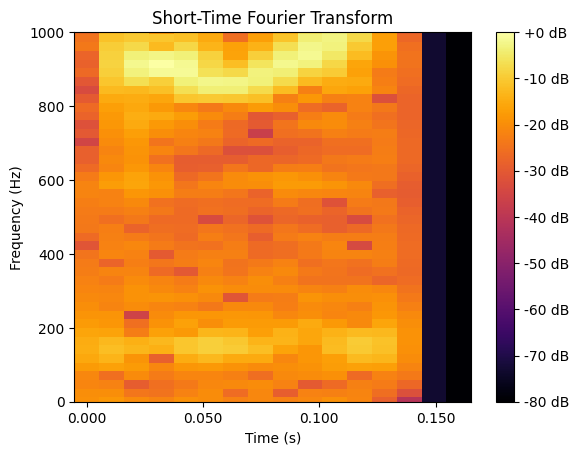 Short-Time Fourier Transform
Frequency (Hz)
1000
800
600
400
200
0
0.000
0.050
0.100
0.150
Time (s)
+0 dB
-10 dB
-20 dB
-30 dB
-40 dB
-50 dB
-60 dB
-70 dB
-80 dB